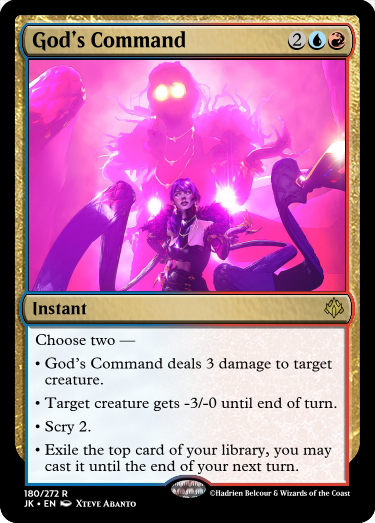 God's Command 2
Instant
Choose two —
• God's Command deals 3 damage to target
creature.
• Target creature gets -3/-0 until end of turn.
• Scry 2.
• Exile the top card of your library, you may
cast it until the end of your next turn.
180/272 R
JK • EN Xteve Abanto
©Hadrien Belcour & Wizards of the Coast